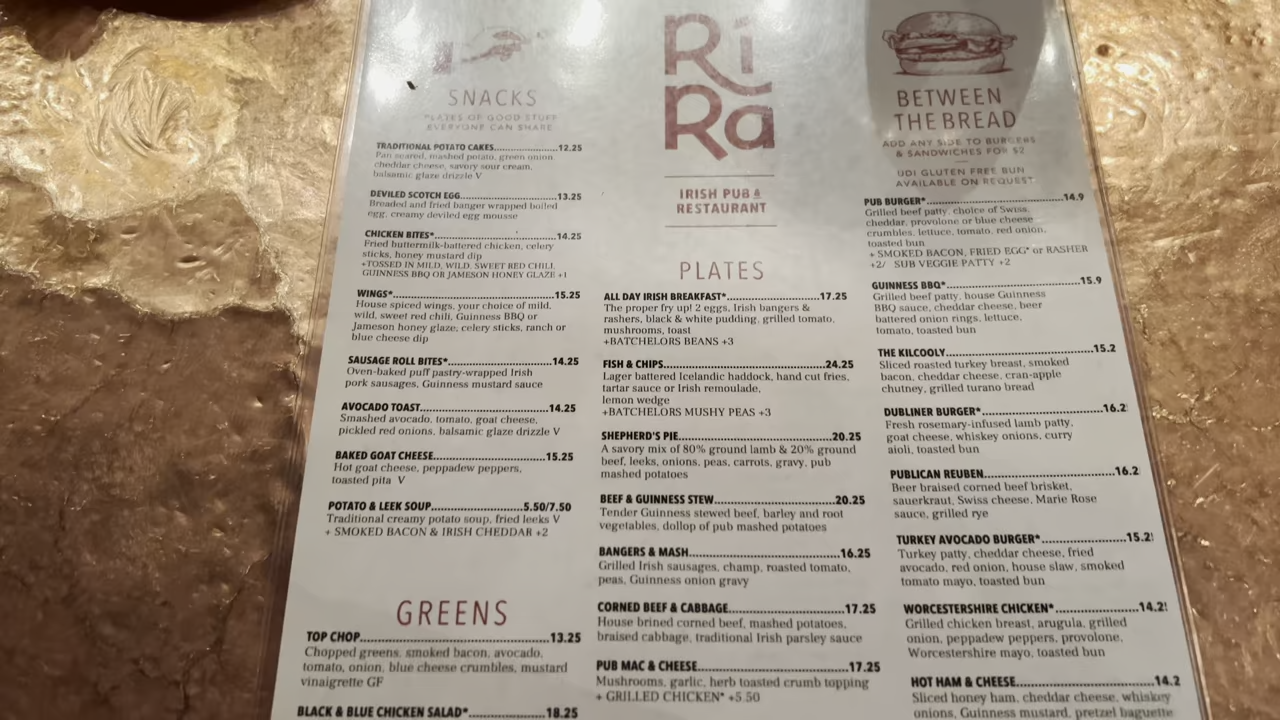 SNACKS
PLATES OF GOOD STUFF
EVERYONE CAN SHARE
TRADITIONAL POTATO CAKES..............12.25
Pan seared, mashed potato, green onion
cheddar cheese, savory sour cream,
balsamic glaze drizzle V
DEVILED SCOTCH EGG..............13.25
Breaded and fried banger wrapped boiled
egg, creamy deviled egg mousse
CHICKEN BITES*..............14.25
Fried buttermilk-battered chicken, celery
sticks, honey mustard dip
+TOSSED IN MILD, WILD, SWEET RED CHILI,
GUINNESS BBQ OR JAMESON HONEY GLAZE +1
WINGS*..............15.25
House spiced wings, your choice of mild,
wild, sweet red chili, Guinness BBQ or
Jameson honey glaze; celery sticks, ranch or
blue cheese dip
SAUSAGE ROLL BITES*..............14.25
Oven-baked puff pastry-wrapped Irish
pork sausages, Guinness mustard sauce
AVOCADO TOAST..............14.25
Smashed avocado, tomato, goat cheese,
pickled red onions, balsamic glaze drizzle V
BAKED GOAT CHEESE..............15.25
Hot goat cheese, peppadew peppers,
toasted pita V
POTATO & LEEK SOUP..............5.50/7.50
Traditional creamy potato soup, fried leeks V
+ SMOKED BACON & IRISH CHEDDAR +2
GREENS
TOP CHOP..............13.25
Chopped greens, smoked bacon, avocado,
tomato, onion, blue cheese crumbles, mustard
vinaigrette GF
BLACK & BLUE CHICKEN SALAD*..............18.25
Rí
Ra
IRISH PUB &
RESTAURANT
PLATES
ALL DAY IRISH BREAKFAST*..............17.25
The proper fry up! 2 eggs, Irish bangers &
rashers, black & white pudding, grilled tomato,
mushrooms, toast
+BATCHELORS BEANS +3
FISH & CHIPS..............24.25
Lager battered Icelandic haddock, hand cut fries,
tartar sauce or Irish remoulade,
lemon wedge
+BATCHELORS MUSHY PEAS +3
SHEPHERD'S PIE..............20.25
A savory mix of 80% ground lamb & 20% ground
beef, leeks, onions, peas, carrots, gravy, pub
mashed potatoes
BEEF & GUINNESS STEW..............20.25
Tender Guinness stewed beef, barley and root
vegetables, dollop of pub mashed potatoes
BANGERS & MASH..............16.25
Grilled Irish sausages, champ, roasted tomato,
peas, Guinness onion gravy
CORNED BEEF & CABBAGE..............17.25
House brined corned beef, mashed potatoes,
braised cabbage, traditional Irish parsley sauce
PUB MAC & CHEESE..............17.25
Mushrooms, garlic, herb toasted crumb topping
+ GRILLED CHICKEN* +5.50
BETWEEN
THE BREAD
ADD ANY SIDE TO BURGERS
& SANDWICHES FOR $2
UDI GLUTEN FREE BUN
AVAILABLE ON REQUEST
PUB BURGER*..............14.9
Grilled beef patty, choice of Swiss,
cheddar, provolone or blue cheese
crumbles, lettuce, tomato, red onion,
toasted bun
+ SMOKED BACON, FRIED EGG* or RASHER
+2/ SUB VEGGIE PATTY +2
GUINNESS BBQ*..............15.9
Grilled beef patty, house Guinness
BBQ sauce, cheddar cheese, beer
battered onion rings, lettuce,
tomato, toasted bun
THE KILCOOLY..............15.2
Sliced roasted turkey breast, smoked
bacon, cheddar cheese, cran-apple
chutney, grilled turano bread
DUBLINER BURGER*..............16.2
Fresh rosemary-infused lamb patty,
goat cheese, whiskey onions, curry
aioli, toasted bun
PUBLICAN REUBEN..............16.2
Beer braised corned beef brisket,
sauerkraut, Swiss cheese, Marie Rose
sauce, grilled rye
TURKEY AVOCADO BURGER*..............15.2
Turkey patty, cheddar cheese, fried
avocado, red onion, house slaw, smoked
tomato mayo, toasted bun
WORCESTERSHIRE CHICKEN*..............14.2
Grilled chicken breast, arugula, grilled
onion, peppadew peppers, provolone,
Worcestershire mayo, toasted bun
HOT HAM & CHEESE..............14.2
Sliced honey ham, cheddar cheese, whiskey
onions, Guinness mustard, pretzel baguette